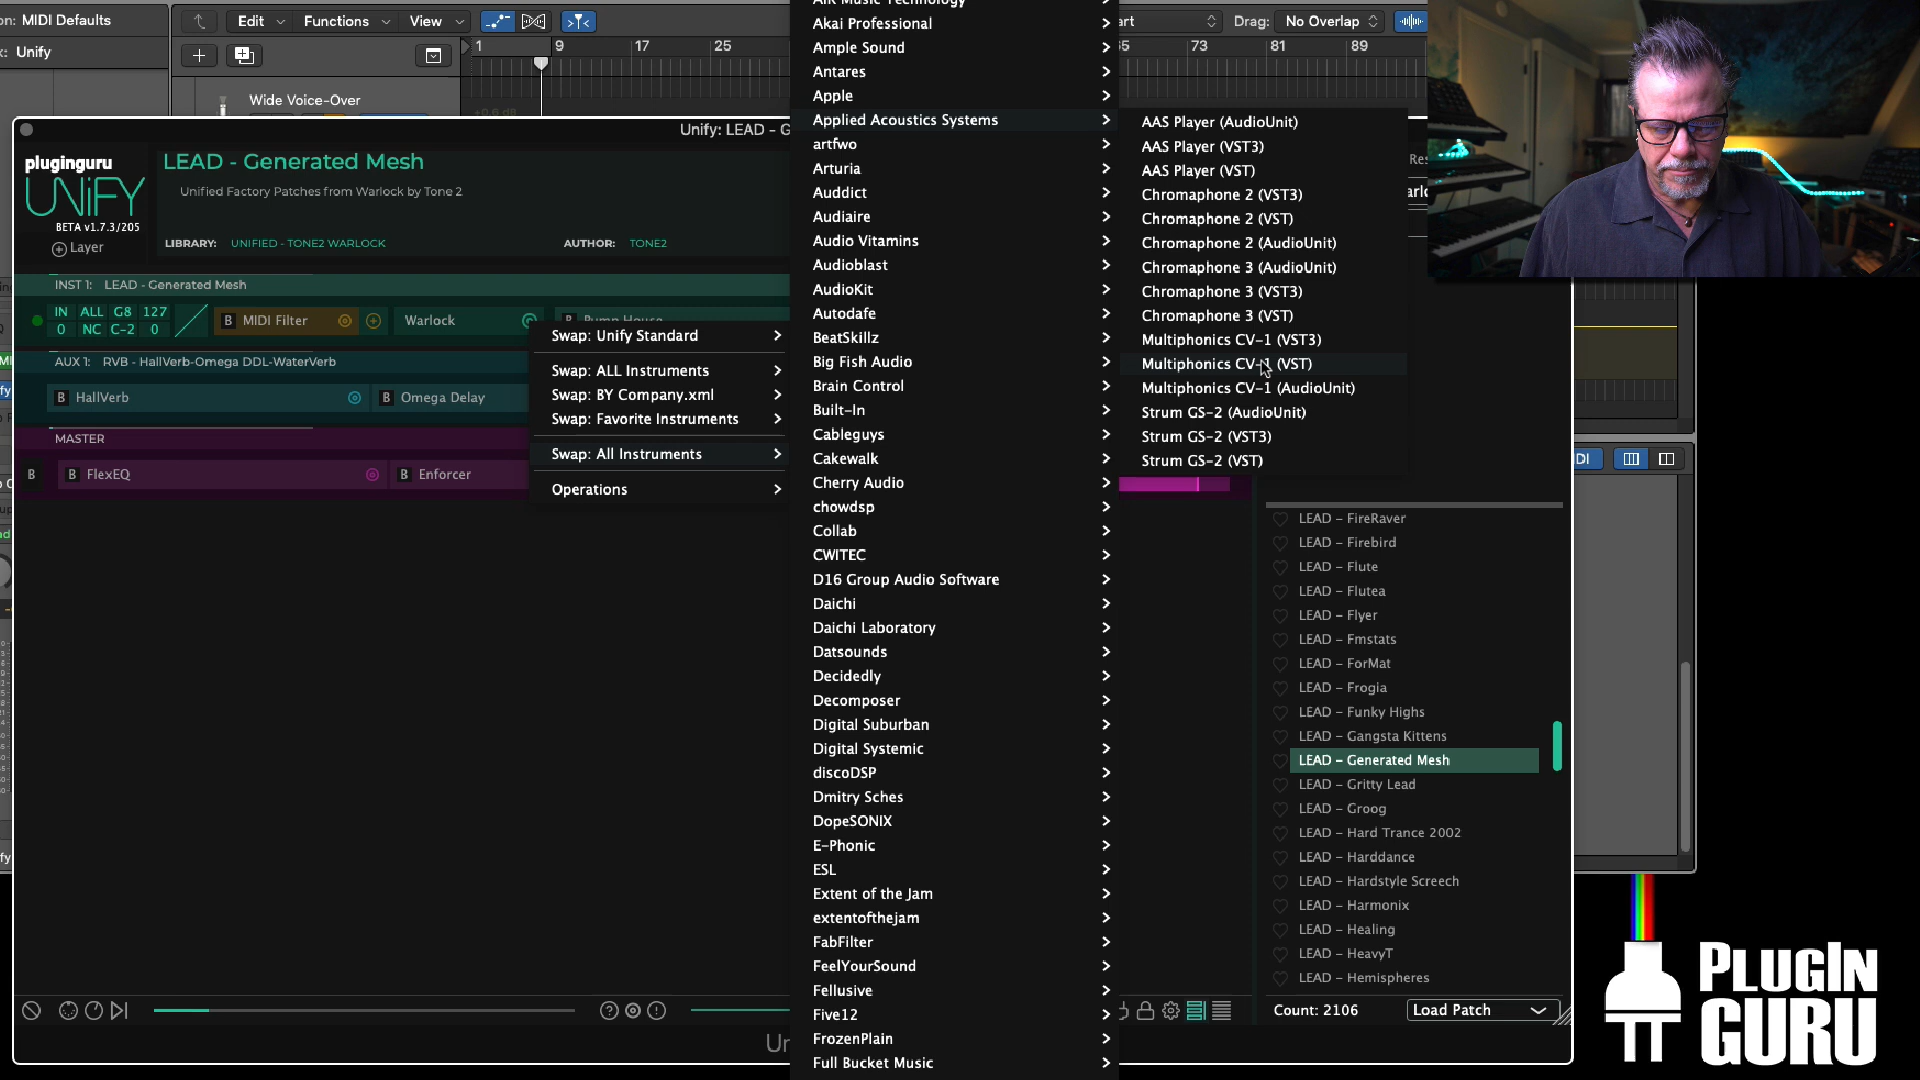 on: MIDI Defaults
Edit
Functions
View
Drag:
No Overlap
x: Unify
1
9
17
25
73
81
89
Wide Voice-Over
Unify: LEAD - G
pluginguru
UNiFY
BETA v1.7.3/205
Layer
LEAD - Generated Mesh
Unified Factory Patches from Warlock by Tone 2
LIBRARY: UNIFIED - TONE2 WARLOCK
AUTHOR: TONE2
INST 1: LEAD - Generated Mesh
IN ALL G8 127
0 NC C-2 0
B MIDI Filter
Warlock
Pump House
AUX 1: RVB - HallVerb-Omega DDL-WaterVerb
B HallVerb
B Omega Delay
MASTER
B
B FlexEQ
B Enforcer
Swap: Unify Standard
Swap: ALL Instruments
Swap: BY Company.xml
Swap: Favorite Instruments
Swap: All Instruments
Operations
AIR Music Technology
Akai Professional
Ample Sound
Antares
Apple
Applied Acoustics Systems
artfwo
Arturia
Auddict
Audiaire
Audio Vitamins
Audioblast
AudioKit
Autodafe
BeatSkillz
Big Fish Audio
Brain Control
Built-In
Cableguys
Cakewalk
Cherry Audio
chowdsp
Collab
CWITEC
D16 Group Audio Software
Daichi
Daichi Laboratory
Datsounds
Decidedly
Decomposer
Digital Suburban
Digital Systemic
discoDSP
Dmitry Sches
DopeSONIX
E-Phonic
ESL
Extent of the Jam
extentofthejam
FabFilter
FeelYourSound
Fellusive
Five12
FrozenPlain
Full Bucket Music
AAS Player (AudioUnit)
AAS Player (VST3)
AAS Player (VST)
Chromaphone 2 (VST3)
Chromaphone 2 (VST)
Chromaphone 2 (AudioUnit)
Chromaphone 3 (AudioUnit)
Chromaphone 3 (VST3)
Chromaphone 3 (VST)
Multiphonics CV-1 (VST3)
Multiphonics CV-1 (VST)
Multiphonics CV-1 (AudioUnit)
Strum GS-2 (AudioUnit)
Strum GS-2 (VST3)
Strum GS-2 (VST)
LEAD - FireRaver
LEAD - Firebird
LEAD - Flute
LEAD - Flutea
LEAD - Flyer
LEAD - Fmstats
LEAD - ForMat
LEAD - Frogia
LEAD - Funky Highs
LEAD - Gangsta Kittens
LEAD - Generated Mesh
LEAD - Gritty Lead
LEAD - Groog
LEAD - Hard Trance 2002
LEAD - Harddance
LEAD - Hardstyle Screech
LEAD - Harmonix
LEAD - Healing
LEAD - HeavyT
LEAD - Hemispheres
Count: 2106
Load Patch
PLUGIN
GURU